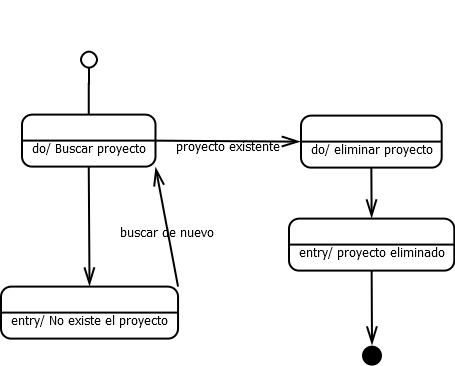 do/ Buscar proyecto
proyecto existente
do/ eliminar proyecto
buscar de nuevo
entry/ proyecto eliminado
entry/ No existe el proyecto